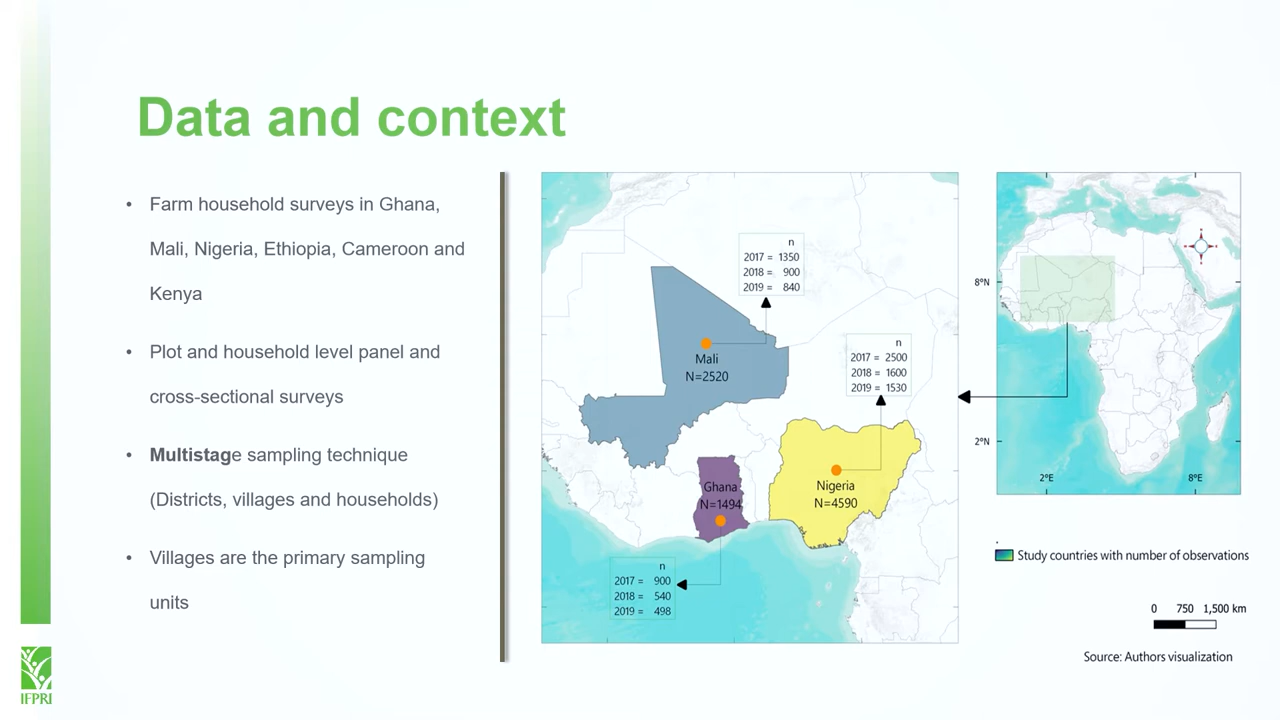 Data and context
• Farm household surveys in Ghana,
Mali, Nigeria, Ethiopia, Cameroon and
Kenya
• Plot and household level panel and
cross-sectional surveys
• Multistage sampling technique
(Districts, villages and households)
• Villages are the primary sampling
units
n
2017 = 1350
2018 = 900
2019 = 840
Mali
N=2520
n
2017 = 2500
2018 = 1600
2019 = 1530
Nigeria
N=4590
Ghana
N=1494
n
2017 = 900
2018 = 540
2019 = 498
8°N
2°N
2°E
8°E
Study countries with number of observations
0 750 1,500 km
Source: Authors visualization
IFPRI